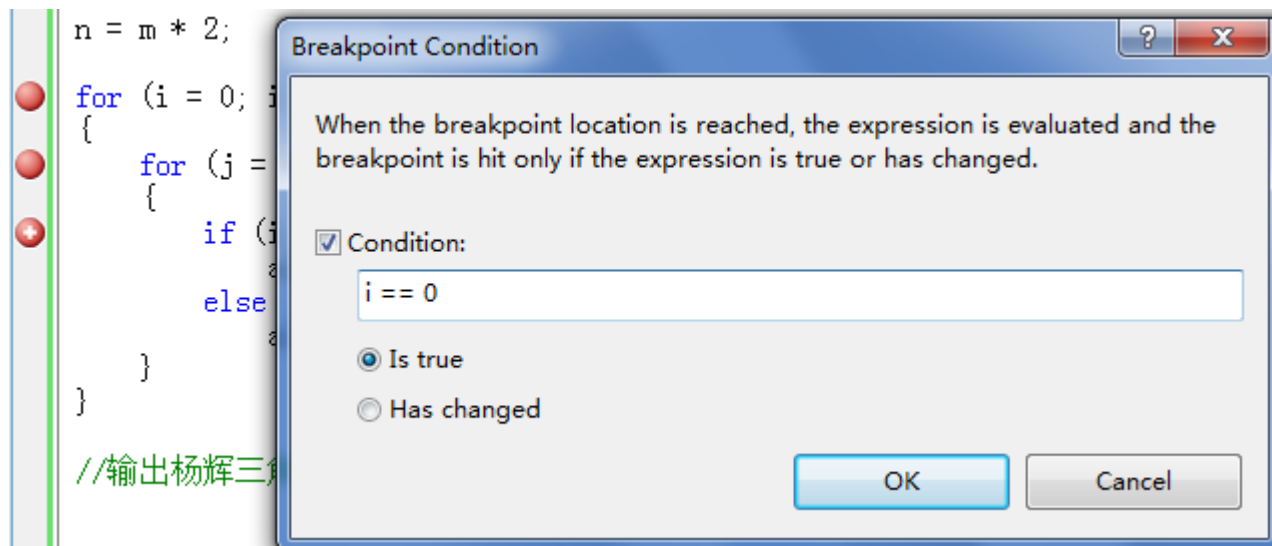 n = m * 2;
for (i = 0; i
{
for (j =
{
if (i
a
else
a
}
}
//输出杨辉三角
Breakpoint Condition
?
X
When the breakpoint location is reached, the expression is evaluated and the
breakpoint is hit only if the expression is true or has changed.
Condition:
i == 0
Is true
Has changed
OK
Cancel